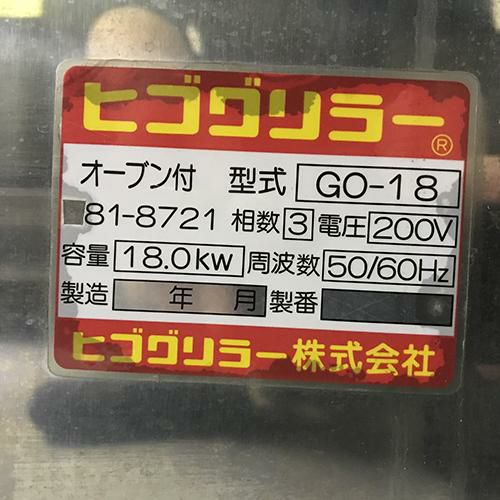 ヒゴグリラー®
オーブン付 型式 GO-18
81-8721 相数 3 電圧 200V
容量 18.0kw 周波数 50/60Hz
製造 年 月 製番
ヒゴグリラー株式会社